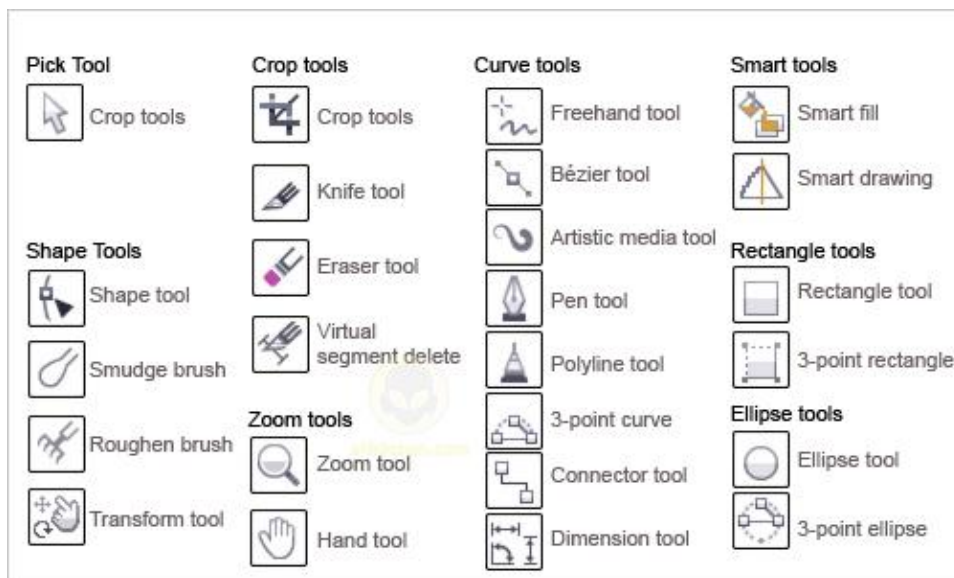 Pick Tool
Crop tools
Shape Tools
Shape tool
Smudge brush
Roughen brush
Transform tool
Crop tools
Crop tools
Knife tool
Eraser tool
Virtual
segment delete
Zoom tools
Zoom tool
Hand tool
Curve tools
Freehand tool
Bézier tool
Artistic media tool
Pen tool
Polyline tool
3-point curve
Connector tool
Dimension tool
Smart tools
Smart fill
Smart drawing
Rectangle tools
Rectangle tool
3-point rectangle
Ellipse tools
Ellipse tool
3-point ellipse